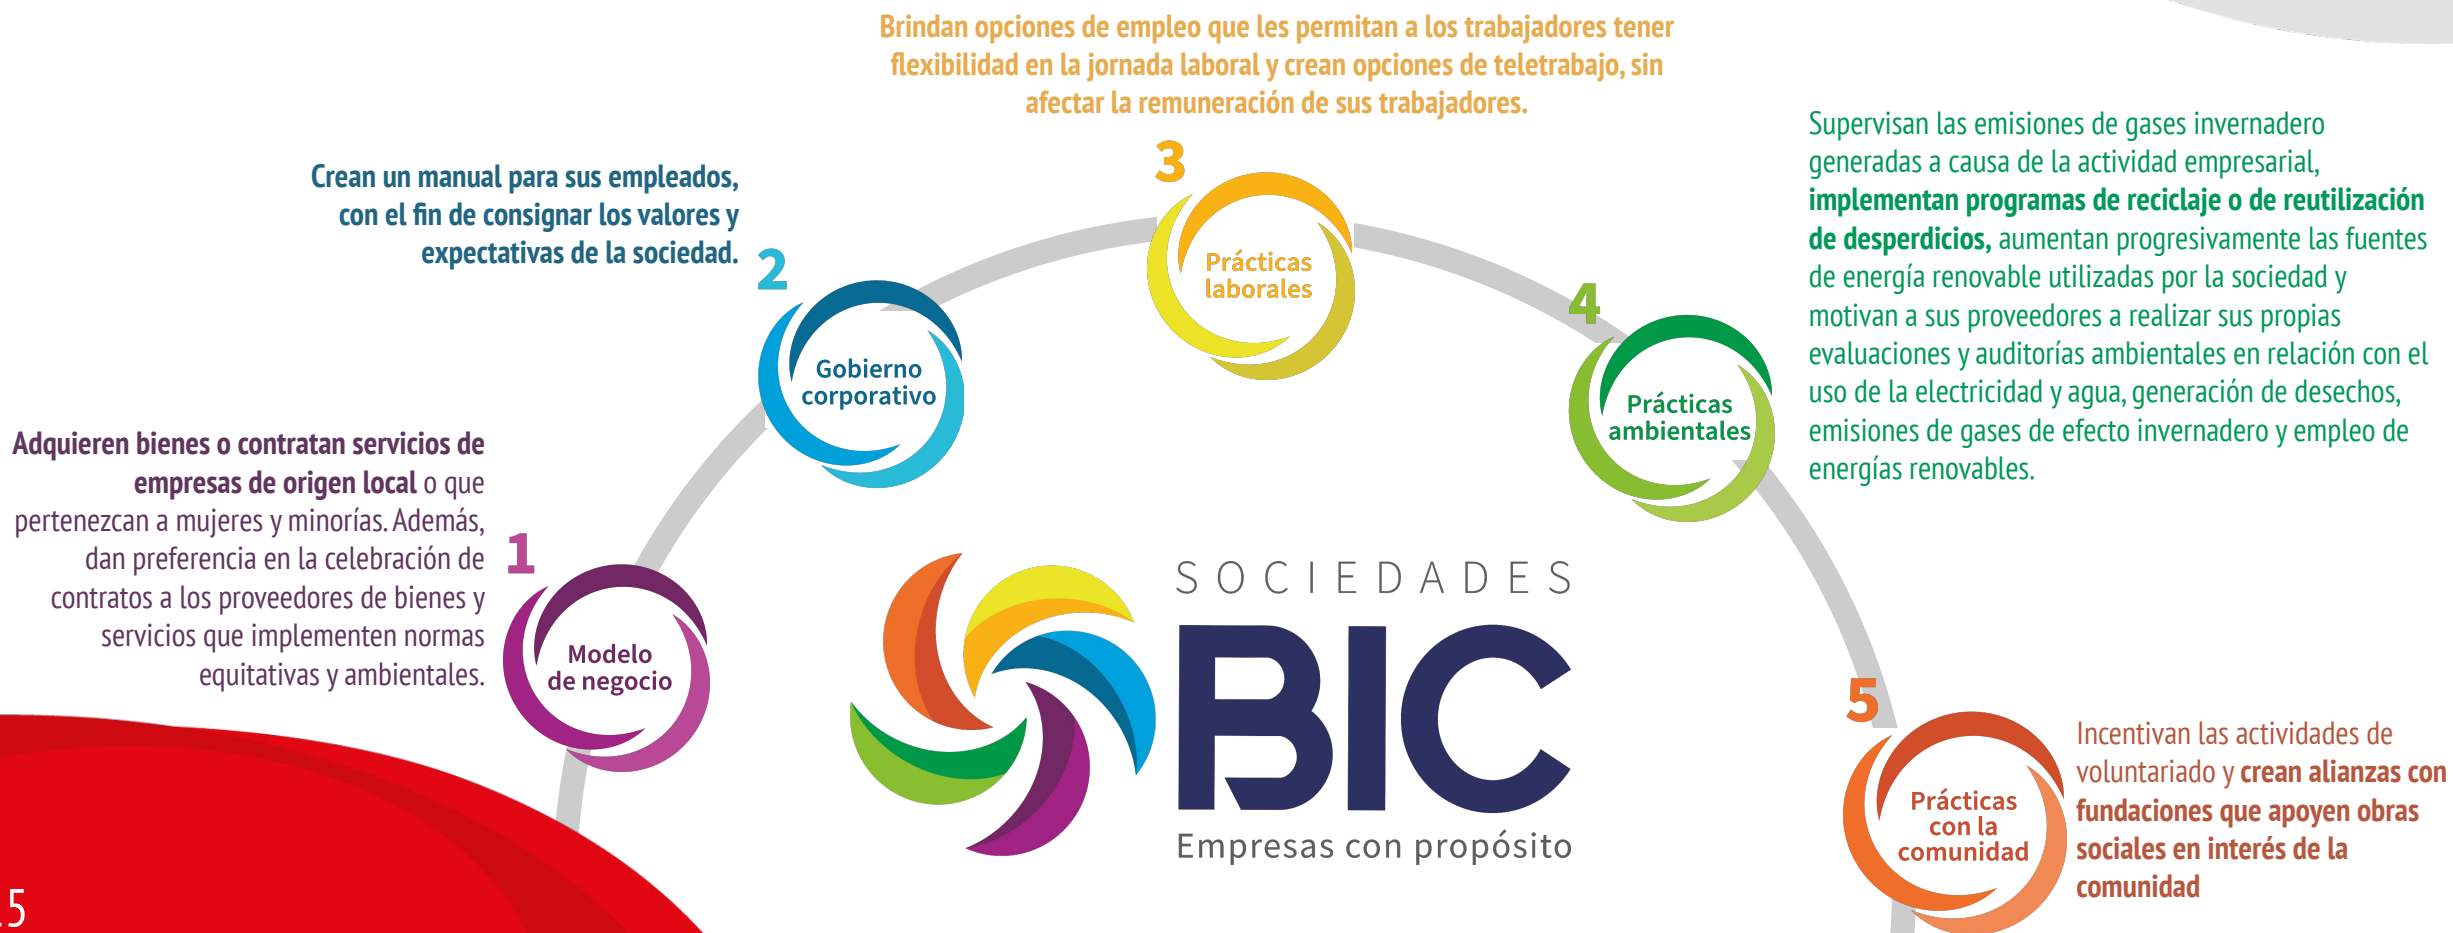 Brindan opciones de empleo que les permitan a los trabajadores tener
flexibilidad en la jornada laboral y crean opciones de teletrabajo, sin
afectar la remuneración de sus trabajadores.
3
Prácticas
laborales
Crean un manual para sus empleados,
con el fin de consignar los valores y
expectativas de la sociedad.
2
Gobierno
corporativo
Supervisan las emisiones de gases invernadero
generadas a causa de la actividad empresarial,
implementan programas de reciclaje o de reutilización
de desperdicios, aumentan progresivamente las fuentes
de energía renovable utilizadas por la sociedad y
motivan a sus proveedores a realizar sus propias
evaluaciones y auditorías ambientales en relación con el
uso de la electricidad y agua, generación de desechos,
emisiones de gases de efecto invernadero y empleo de
energías renovables.
4
Prácticas
ambientales
Adquieren bienes o contratan servicios de
empresas de origen local o que
pertenezcan a mujeres y minorías. Además,
dan preferencia en la celebración de
contratos a los proveedores de bienes y
servicios que implementen normas
equitativas y ambientales.
1
Modelo
de negocio
SOCIEDADES
BIC
Empresas con propósito
5
Prácticas
con la
comunidad
Incentivan las actividades de
voluntariado y crean alianzas con
fundaciones que apoyen obras
sociales en interés de la
comunidad